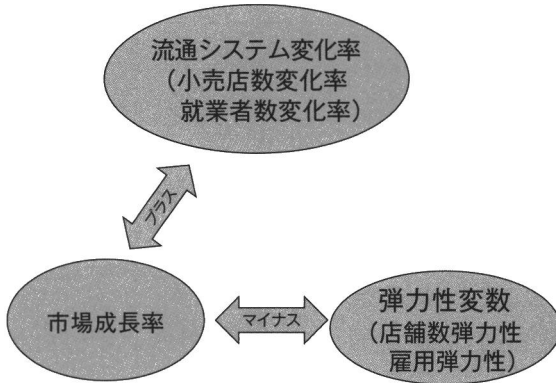 流通システム変化率
(小売店数変化率
就業者数変化率)
プラス
市場成長率
マイナス
弾力性変数
(店舗数弾力性
雇用弾力性)